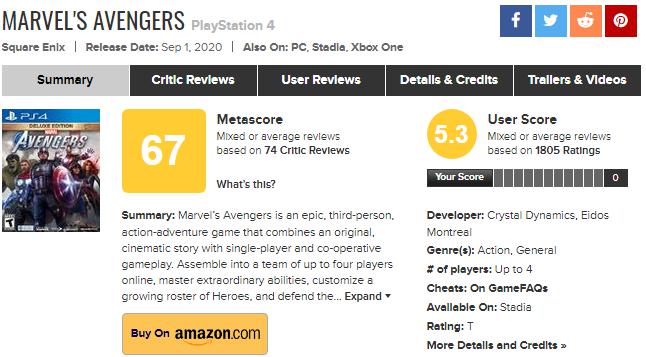 MARVEL'S AVENGERS PlayStation 4
Square Enix | Release Date: Sep 1, 2020 | Also On: PC, Stadia, Xbox One
Summary
Critic Reviews
User Reviews
Details & Credits
Trailers & Videos
PS4
DELUXE EDITION
MARVEL
AVENGERS
67
Metascore
Mixed or average reviews
based on 74 Critic Reviews
What's this?
5.3
User Score
Mixed or average reviews
based on 1805 Ratings
Your Score
0
Summary: Marvel's Avengers is an epic, third-person,
action-adventure game that combines an original,
cinematic story with single-player and co-operative
gameplay. Assemble into a team of up to four players
online, master extraordinary abilities, customize a
growing roster of Heroes, and defend the... Expand
Buy On amazon.com
Developer: Crystal Dynamics, Eidos
Montreal
Genre(s): Action, General
# of players: Up to 4
Cheats: On GameFAQs
Available On: Stadia
Rating: T
More Details and Credits »